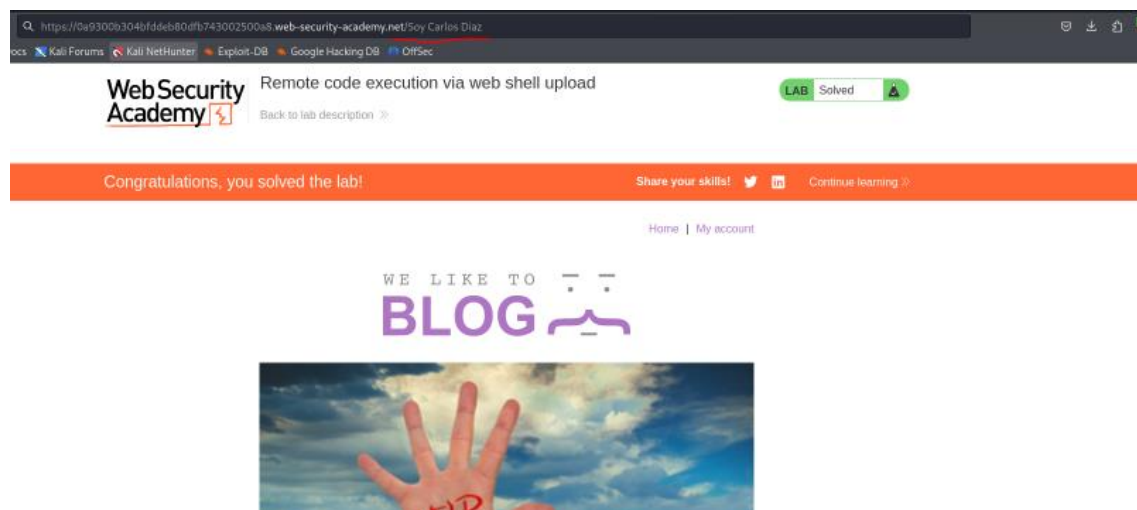 https://0a9300b304bfddeb80dfb743002500a8.web-security-academy.net/Soy Carlos Diaz
ocs Kali Forums Kali NetHunter Exploit-DB Google Hacking DB OffSec
WebSecurity Academy
Remote code execution via web shell upload
Back to lab description
LAB Solved
Congratulations, you solved the lab!
Share your skills!
Continue learning
Home | My account
WE LIKE TO
BLOG